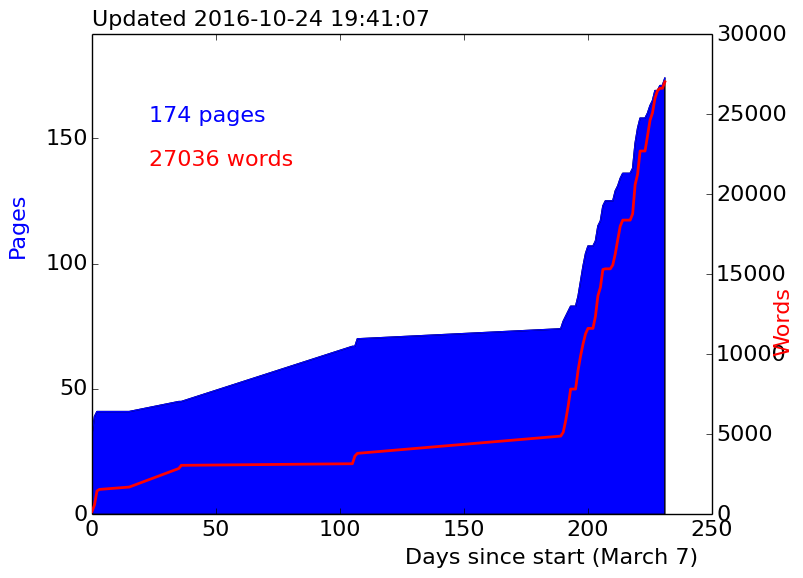 Updated 2016-10-24 19:41:07
174 pages
27036 words
Pages
150
100
50
0
30000
25000
20000
15000
10000
5000
0
Words
0 50 100 150 200 250
Days since start (March 7)